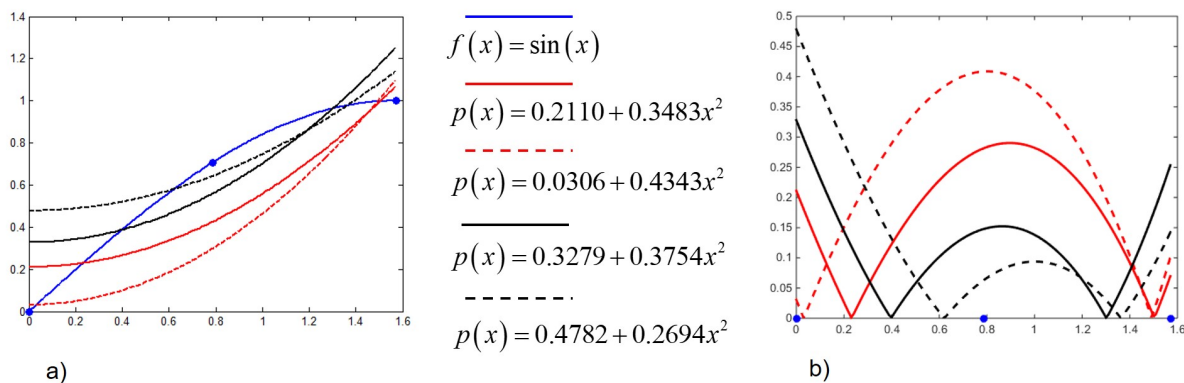 1.4
1.2
1
0.8
0.6
0.4
0.2
0
0 0.2 0.4 0.6 0.8 1 1.2 1.4 1.6
a)
f(x) = sin(x)
p(x) = 0.2110 + 0.3483x²
p(x) = 0.0306 + 0.4343x²
p(x) = 0.3279 + 0.3754x²
p(x) = 0.4782 + 0.2694x²
0.5
0.45
0.4
0.35
0.3
0.25
0.2
0.15
0.1
0.05
0
0 0.2 0.4 0.6 0.8 1 1.2 1.4 1.6
b)